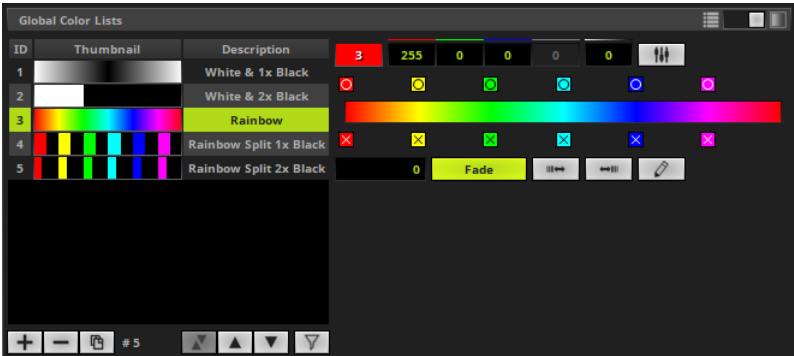 Global Color Lists
ID Thumbnail Description
3 255 0 0 0 0
1 White & 1x Black
2 White & 2x Black
3 Rainbow
4 Rainbow Split 1x Black
5 Rainbow Split 2x Black
0 Fade
# 5